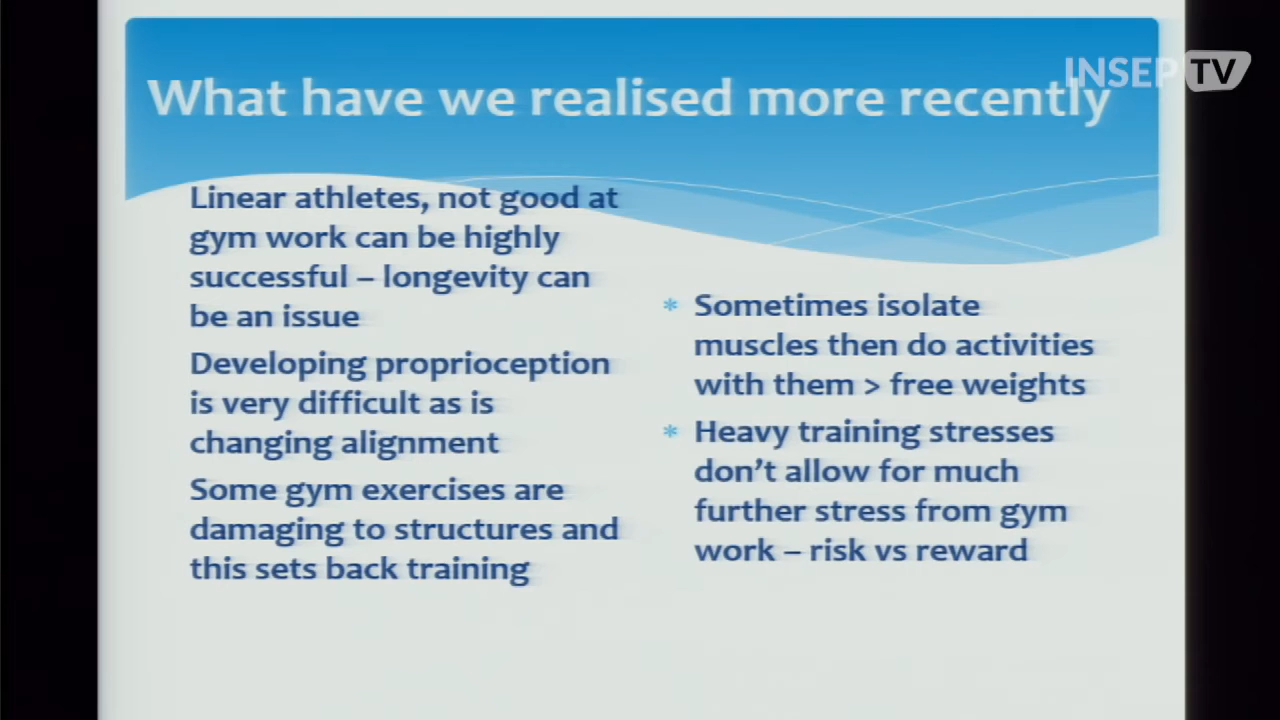 What have we realised more recently
INSEP TV
Linear athletes, not good at
gym work can be highly
successful – longevity can
be an issue
Developing proprioception
is very difficult as is
changing alignment
Some gym exercises are
damaging to structures and
this sets back training
* Sometimes isolate
muscles then do activities
with them > free weights
* Heavy training stresses
don’t allow for much
further stress from gym
work – risk vs reward